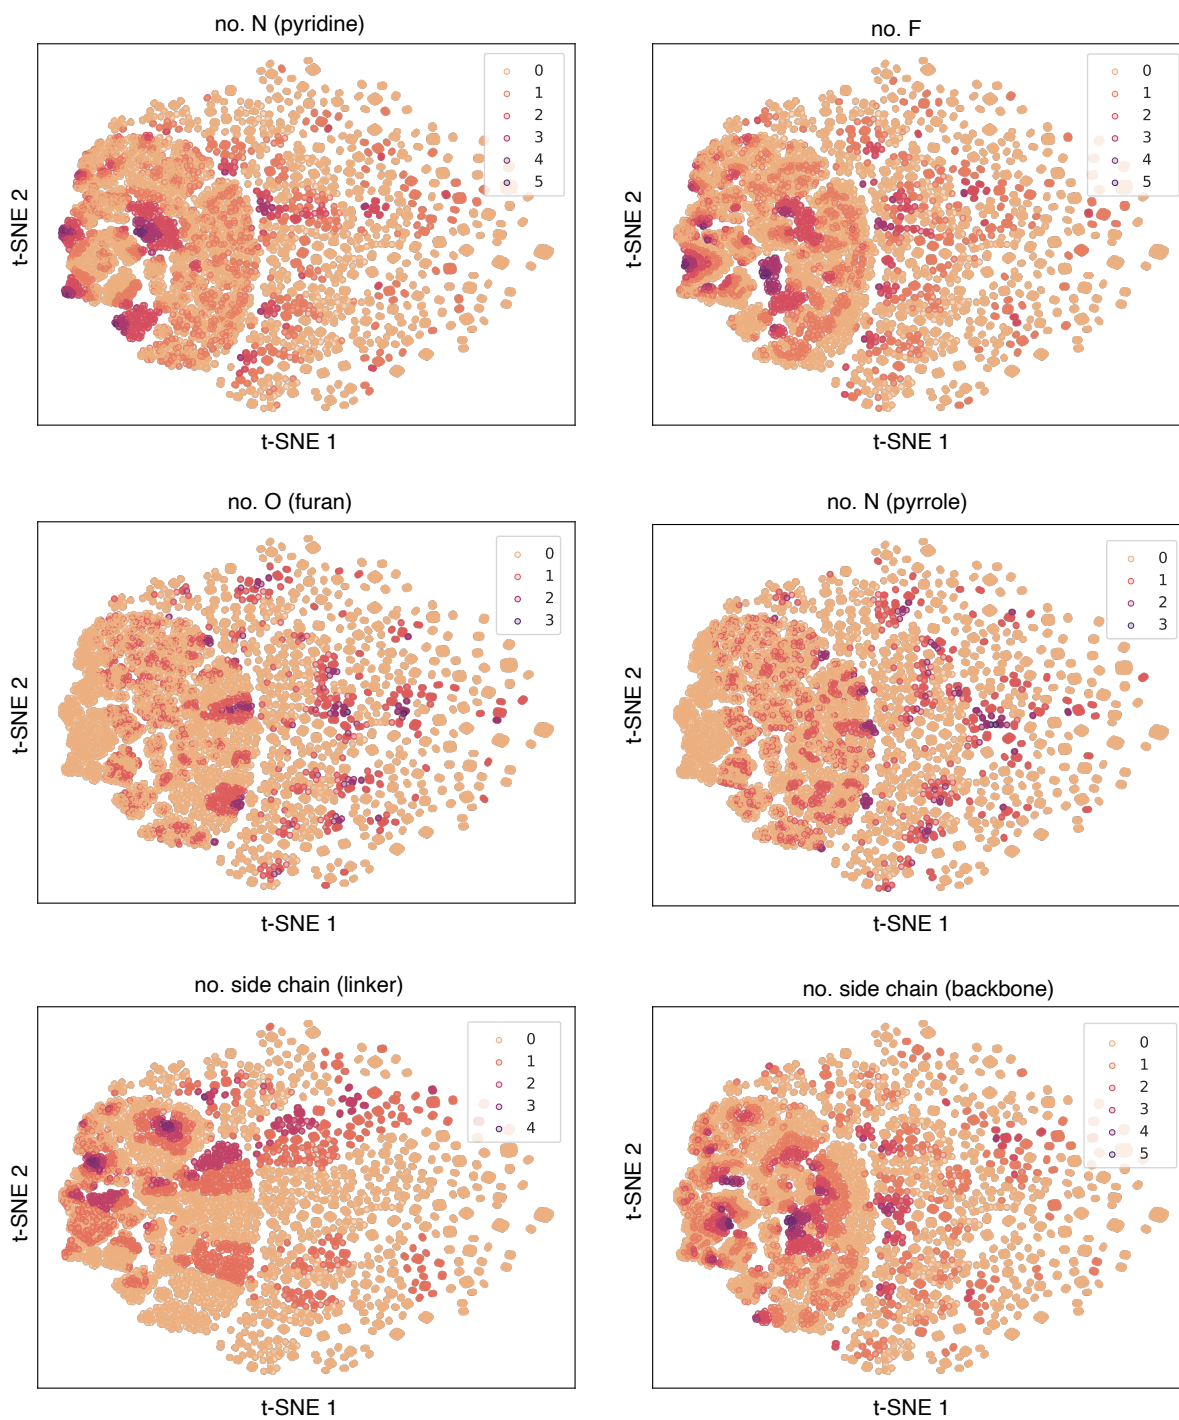 no. N (pyridine)
0
1
2
3
4
5
t-SNE 2
t-SNE 1
no. F
0
1
2
3
4
5
t-SNE 2
t-SNE 1
no. O (furan)
0
1
2
3
t-SNE 2
t-SNE 1
no. N (pyrrole)
0
1
2
3
t-SNE 2
t-SNE 1
no. side chain (linker)
0
1
2
3
4
t-SNE 2
t-SNE 1
no. side chain (backbone)
0
1
2
3
4
5
t-SNE 2
t-SNE 1